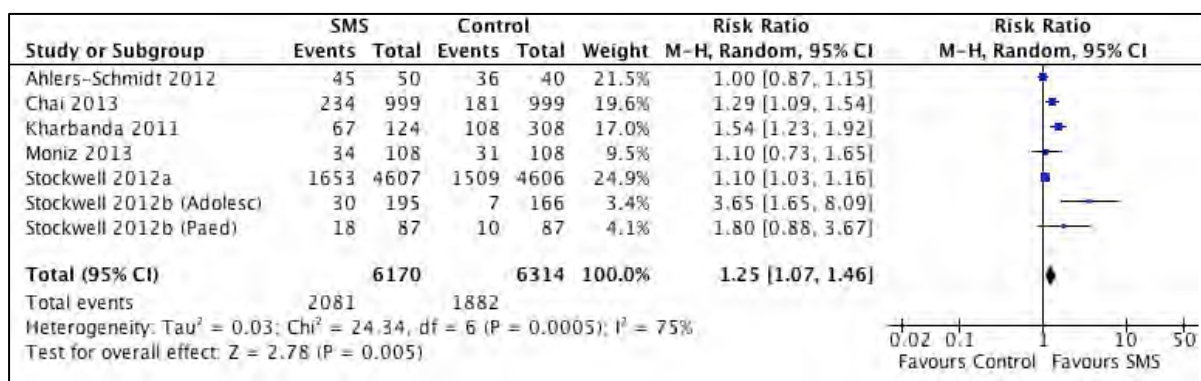 SMS Control Risk Ratio Risk Ratio
Study or Subgroup Events Total Events Total Weight M-H, Random, 95% CI M-H, Random, 95% CI
Ahlers-Schmidt 2012 45 50 36 40 21.5% 1.00 [0.87, 1.15]
Chai 2013 234 999 181 999 19.6% 1.29 [1.09, 1.54]
Kharbanda 2011 67 124 108 308 17.0% 1.54 [1.23, 1.92]
Moniz 2013 34 108 31 108 9.5% 1.10 [0.73, 1.65]
Stockwell 2012a 1653 4607 1509 4606 24.9% 1.10 [1.03, 1.16]
Stockwell 2012b (Adolesc) 30 195 7 166 3.4% 3.65 [1.65, 8.09]
Stockwell 2012b (Paed) 18 87 10 87 4.1% 1.80 [0.88, 3.67]
Total (95% CI) 6170 6314 100.0% 1.25 [1.07, 1.46]
Total events 2081 1882
Heterogeneity: Tau² = 0.03; Chi² = 24.34, df = 6 (P = 0.0005); I² = 75%
Test for overall effect: Z = 2.78 (P = 0.005)
0.02 0.1 1 10 50
Favours Control Favours SMS